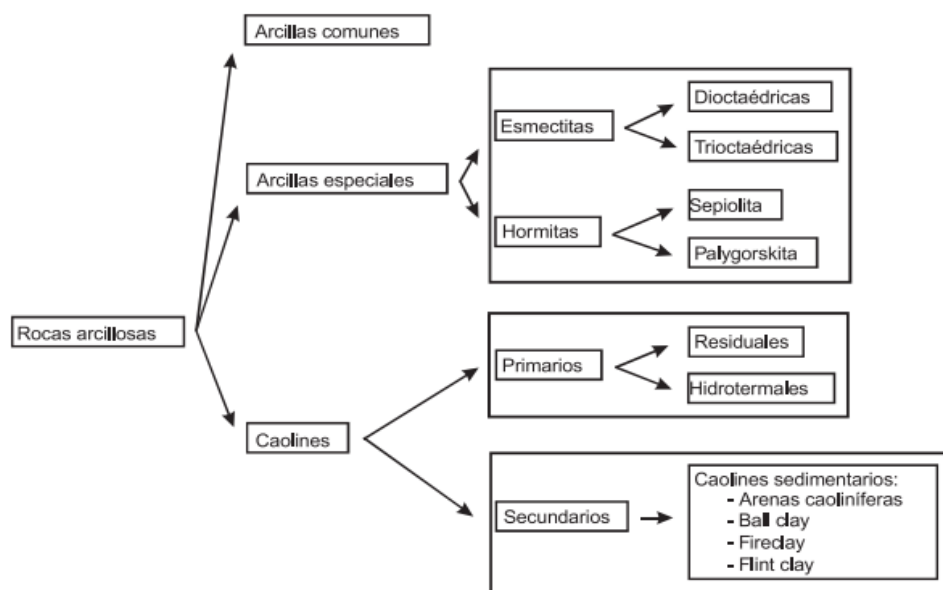 Arcillas comunes
Dioctaédricas
Esmectitas
Trioctaédricas
Arcillas especiales
Sepiolita
Hormitas
Palygorskita
Rocas arcillosas
Residuales
Primarios
Hidrotermales
Caolines
Secundarios
Caolines sedimentarios:
- Arenas caoliníferas
- Ball clay
- Fireclay
- Flint clay